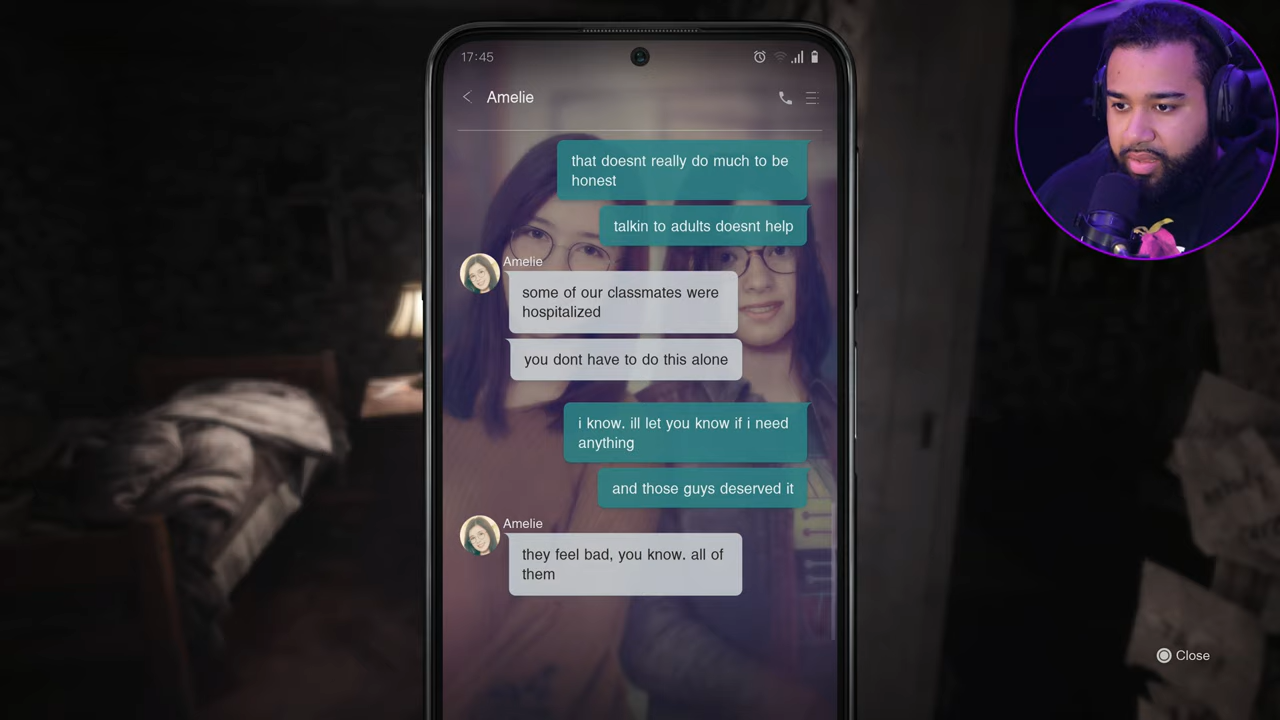 17:45
Amelie
that doesnt really do much to be
honest
talkin to adults doesnt help
Amelie
some of our classmates were
hospitalized
you dont have to do this alone
i know. ill let you know if i need
anything
and those guys deserved it
Amelie
they feel bad, you know. all of
them
Close